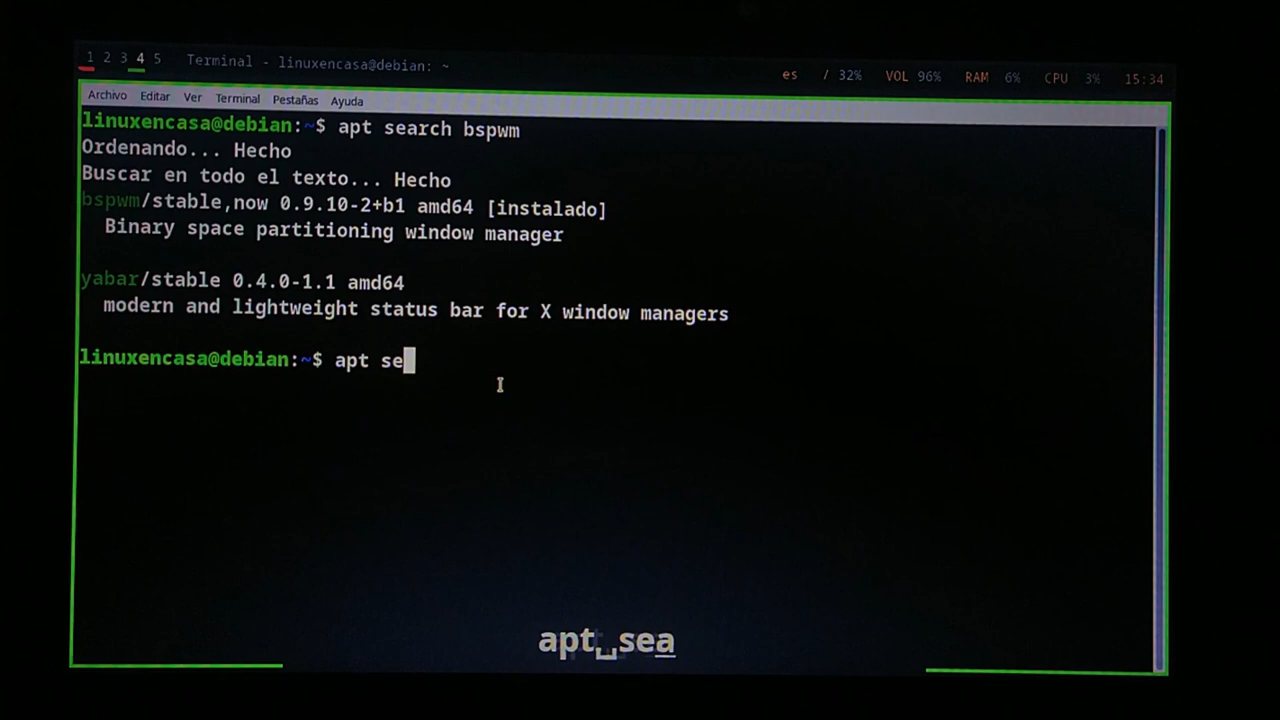 1 2 3 4 5 Terminal - linuxencasa@debian: ~
es / 32% VOL 96% RAM 6% CPU 3% 15:34
Archivo Editar Ver Terminal Pestañas Ayuda
linuxencasa@debian:~$ apt search bspwm
Ordenando... Hecho
Buscar en todo el texto... Hecho
bspwm/stable,now 0.9.10-2+b1 amd64 [instalado]
Binary space partitioning window manager
yabar/stable 0.4.0-1.1 amd64
modern and lightweight status bar for X window managers
linuxencasa@debian:~$ apt se
apt␣sea